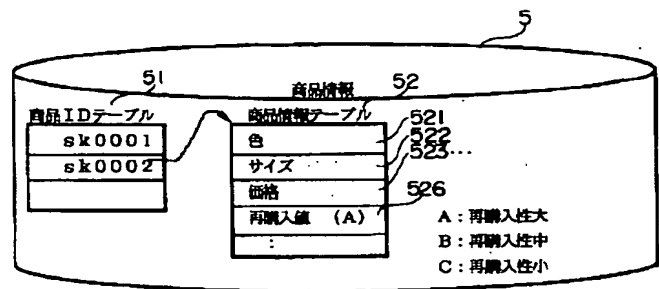 5
商品情報
51
52
商品IDテーブル
商品情報テーブル
sk0001
sk0002
色
521
サイズ
522
価格
523…
再購入値 (A)
526
:
A:再購入性大
B:再購入性中
C:再購入性小